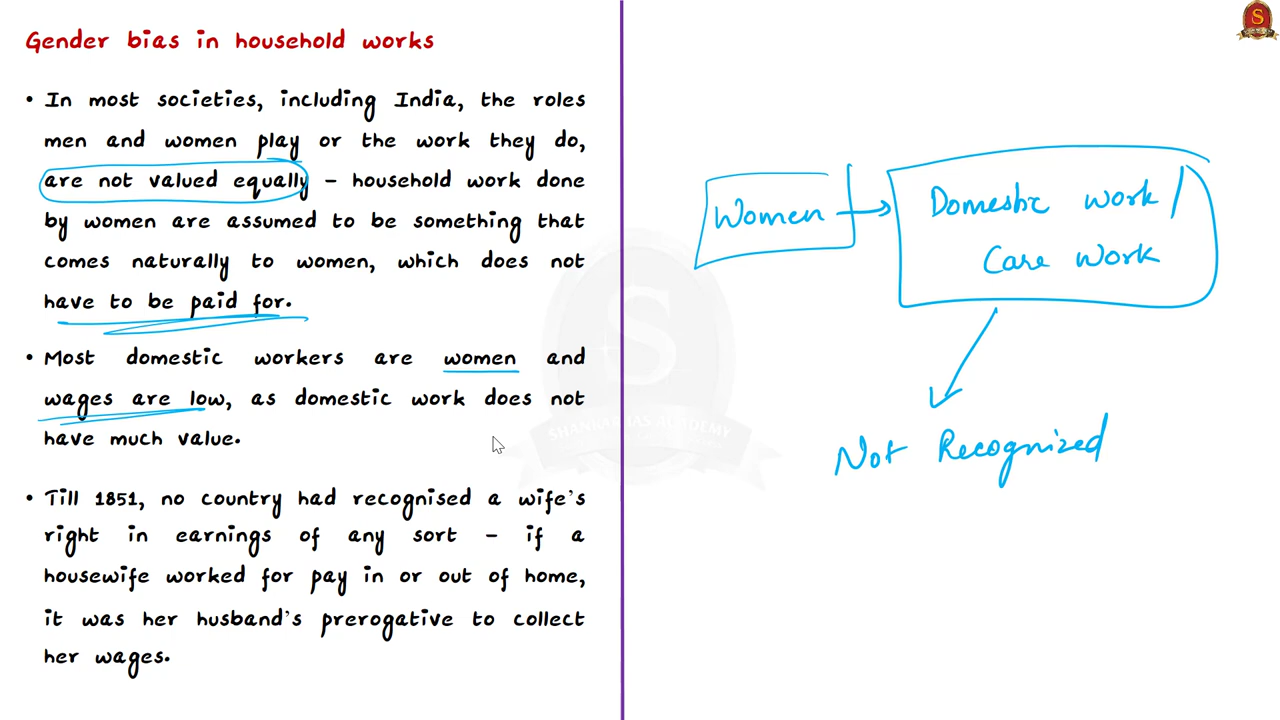 Gender bias in household works
• In most societies, including India, the roles
men and women play or the work they do,
are not valued equally – household work done
by women are assumed to be something that
comes naturally to women, which does not
have to be paid for.
• Most domestic workers are women and
wages are low, as domestic work does not
have much value.
• Till 1851, no country had recognised a wife's
right in earnings of any sort – if a
housewife worked for pay in or out of home,
it was her husband's prerogative to collect
her wages.
Women
Domestic work /
Care Work
Not Recognized
S
SHANKAR IAS ACADEMY